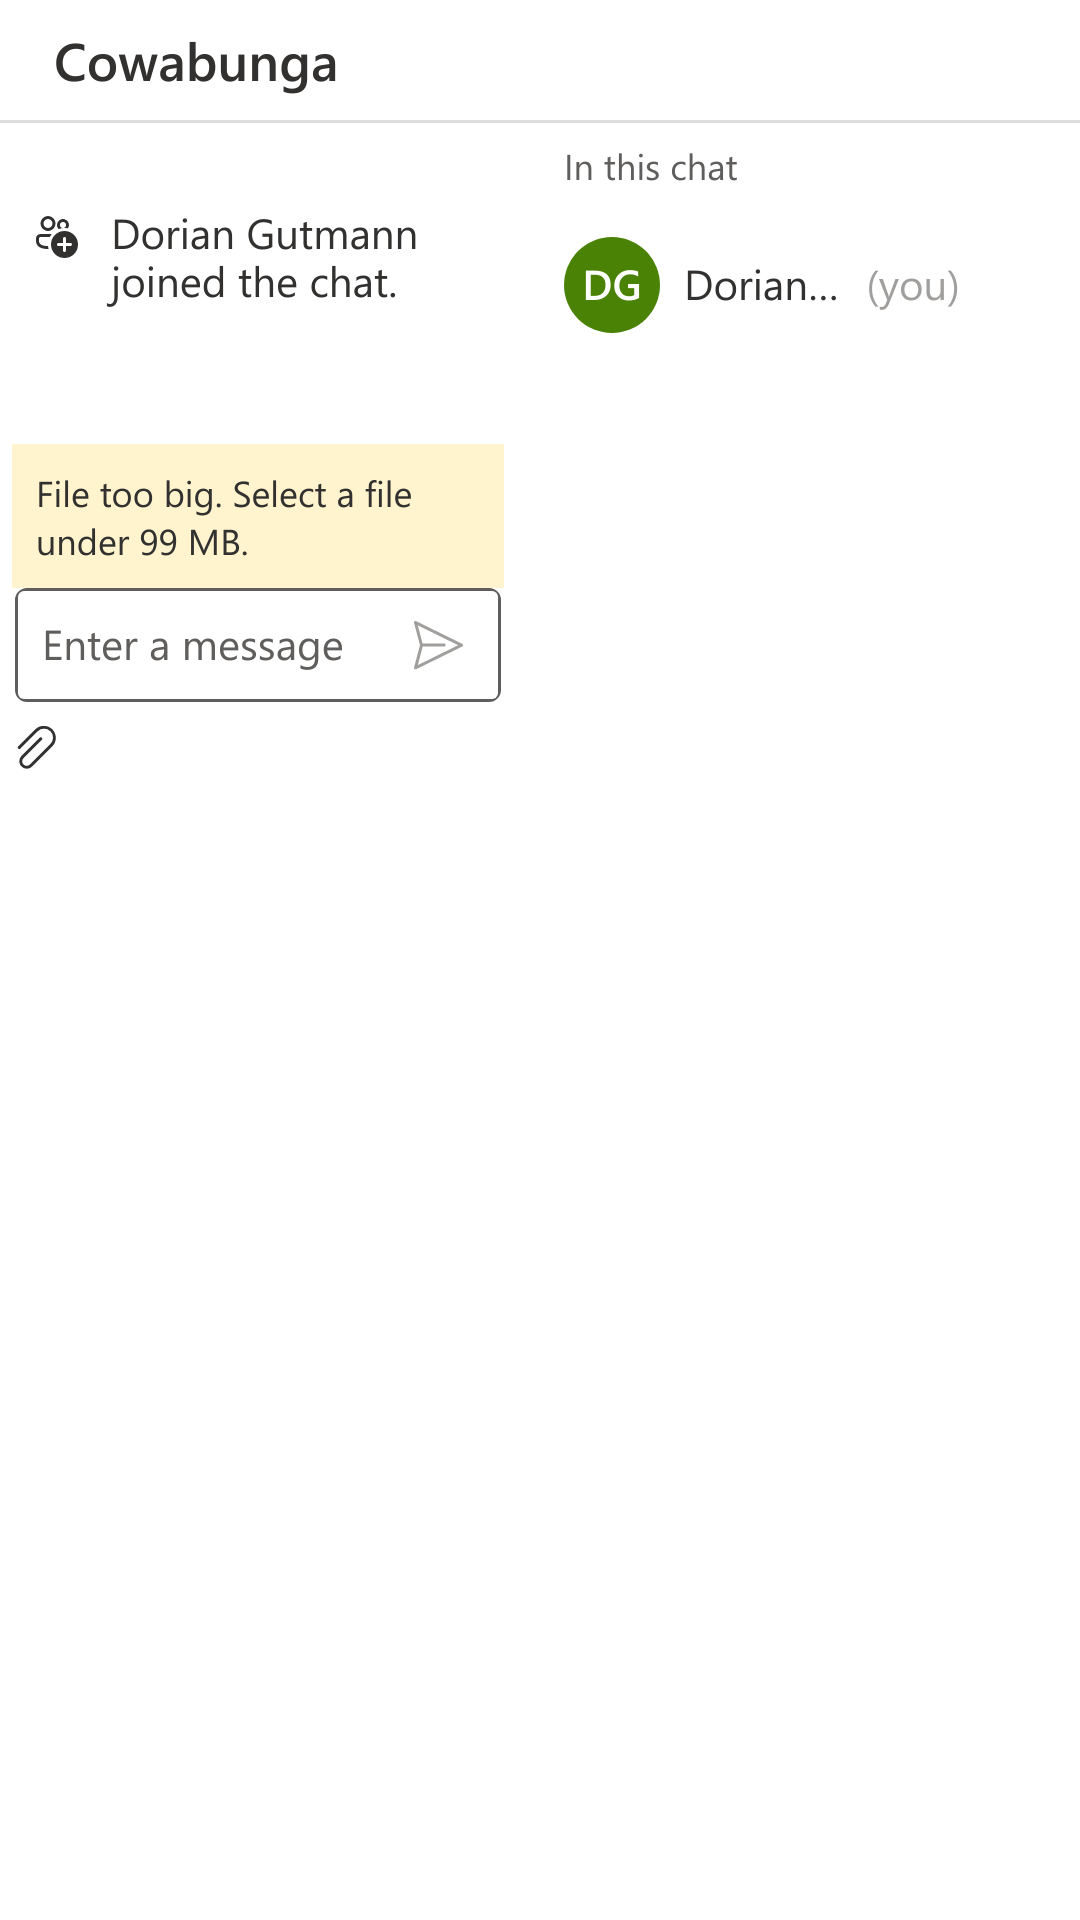 Cowabunga
Dorian Gutmann
joined the chat.
In this chat
DG
Dorian... (you)
File too big. Select a file
under 99 MB.
Enter a message